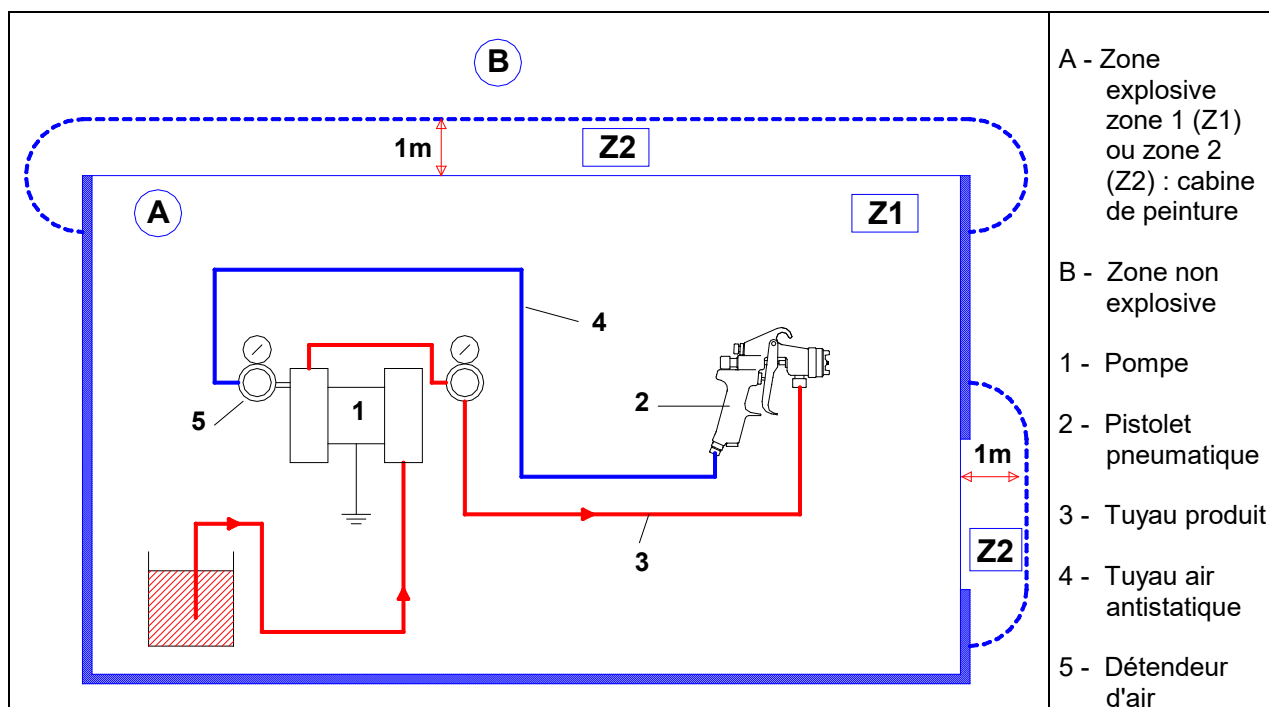 B
1m
Z2
A
Z1
4
5
1
2
1m
3
Z2
A - Zone
explosive
zone 1 (Z1)
ou zone 2
(Z2) : cabine
de peinture
B - Zone non
explosive
1 - Pompe
2 - Pistolet
pneumatique
3 - Tuyau produit
4 - Tuyau air
antistatique
5 - Détendeur
d'air